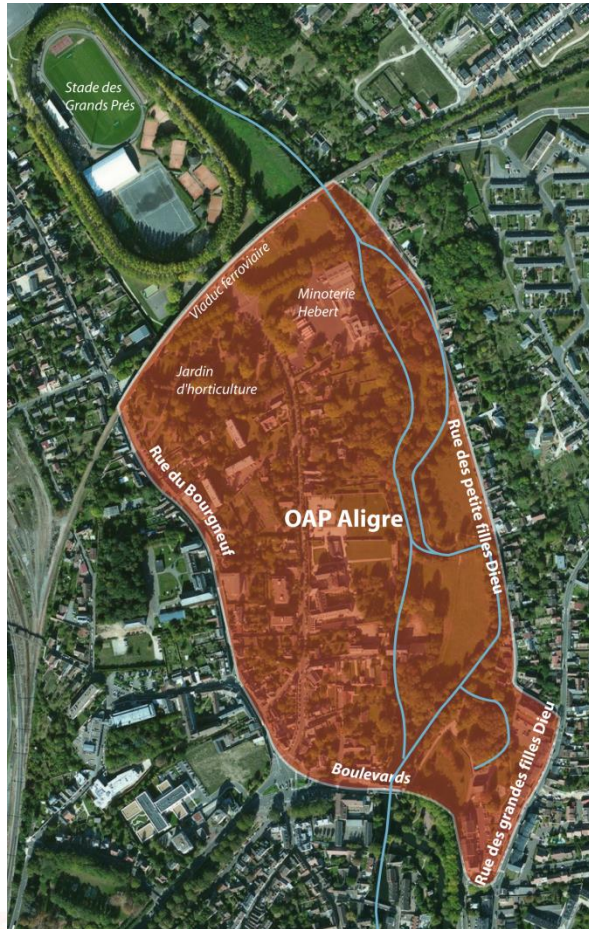 Stade des
Grands Prés
Viaduc ferroviaire
Minoterie
Hebert
Jardin
d'horticulture
Rue du Bourgneuf
OAP Aligre
Rue des petite filles Dieu
Boulevards
Rue des grandes filles Dieu